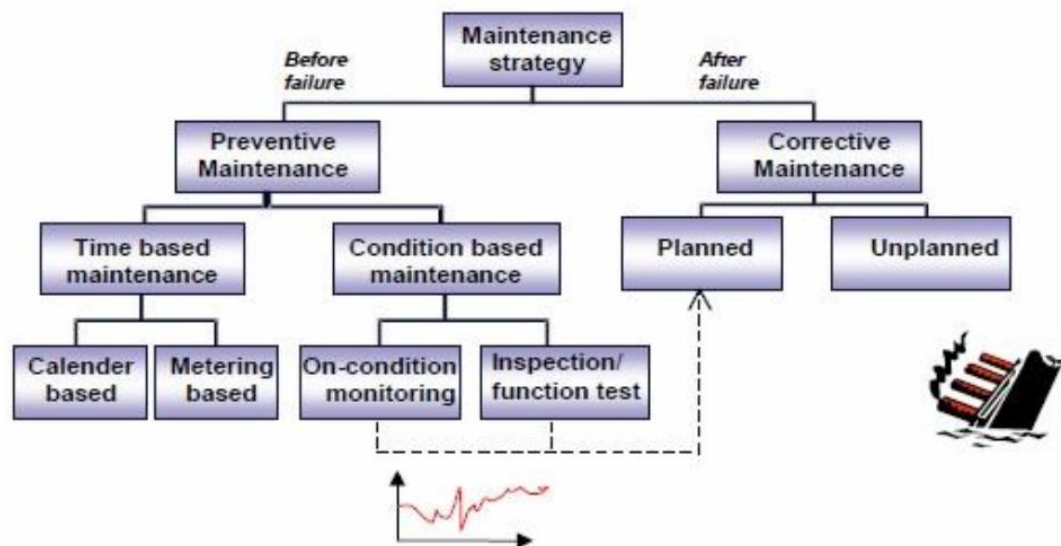 Maintenance
strategy
Before
failure
After
failure
Preventive
Maintenance
Corrective
Maintenance
Time based
maintenance
Condition based
maintenance
Planned
Unplanned
Calender
based
Metering
based
On-condition
monitoring
Inspection/
function test